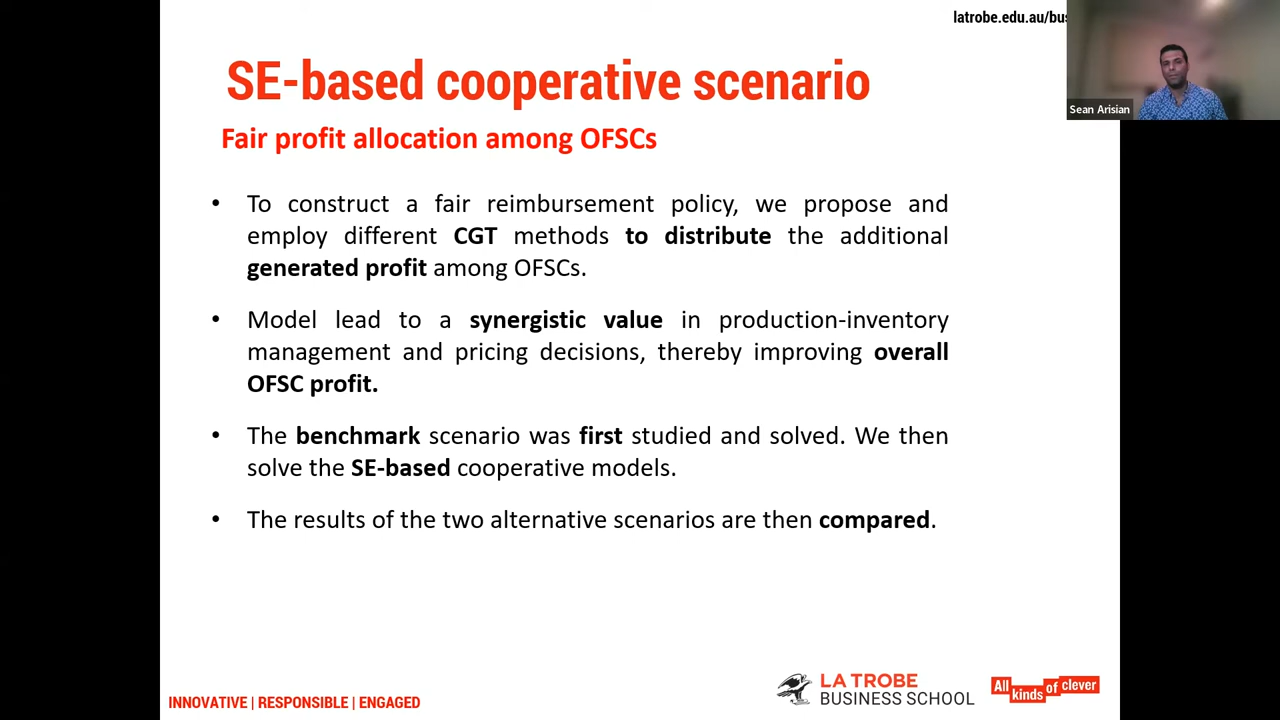 latrobe.edu.au/bus
SE-based cooperative scenario
Sean Arisian
Fair profit allocation among OFSCs
• To construct a fair reimbursement policy, we propose and
employ different CGT methods to distribute the additional
generated profit among OFSCs.
• Model lead to a synergistic value in production-inventory
management and pricing decisions, thereby improving overall
OFSC profit.
• The benchmark scenario was first studied and solved. We then
solve the SE-based cooperative models.
• The results of the two alternative scenarios are then compared.
INNOVATIVE | RESPONSIBLE | ENGAGED
LA TROBE
BUSINESS SCHOOL
All kinds of clever